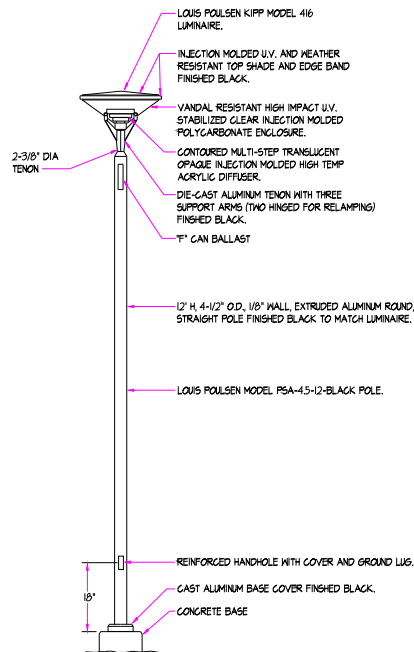 LOUIS POULSEN KIPP MODEL 416
LUMINAIRE.
INJECTION MOLDED U.V. AND WEATHER
RESISTANT TOP SHADE AND EDGE BAND
FINISHED BLACK.
VANDAL RESISTANT HIGH IMPACT U.V.
STABILIZED CLEAR INJECTION MOLDED
POLYCARBONATE ENCLOSURE.
CONTOURED MULTI-STEP TRANSLUCENT
OPAQUE INJECTION MOLDED HIGH TEMP
ACRYLIC DIFFUSER.
2-3/8" DIA
TENON
DIE-CAST ALUMINUM TENON WITH THREE
SUPPORT ARMS (TWO HINGED FOR RELAMPING)
FINSHED BLACK.
"F" CAN BALLAST
12' H, 4-1/2" O.D., 1/8" WALL, EXTRUDED ALUMINUM ROUND,
STRAIGHT POLE FINISHED BLACK TO MATCH LUMINAIRE.
LOUIS POULSEN MODEL PSA-4.5-12-BLACK POLE.
REINFORCED HANDHOLE WITH COVER AND GROUND LUG.
18"
CAST ALUMINUM BASE COVER FINSHED BLACK.
CONCRETE BASE